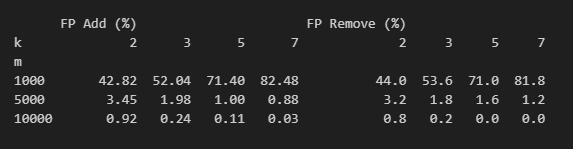 FP Add (%) FP Remove (%)
k 2 3 5 7 2 3 5 7
m
1000 42.82 52.04 71.40 82.48 44.0 53.6 71.0 81.8
5000 3.45 1.98 1.00 0.88 3.2 1.8 1.6 1.2
10000 0.92 0.24 0.11 0.03 0.8 0.2 0.0 0.0